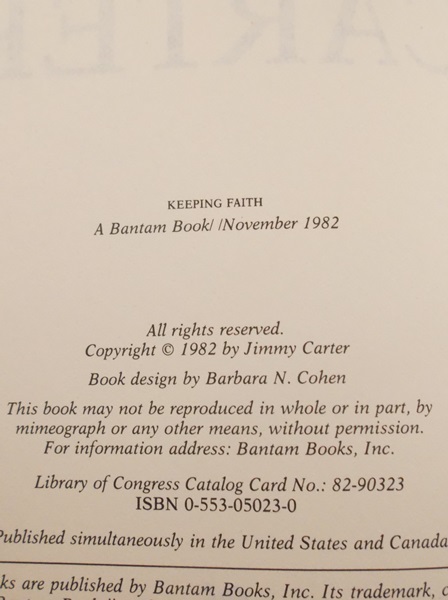 KEEPING FAITH
A Bantam Book/ /November 1982
All rights reserved.
Copyright © 1982 by Jimmy Carter
Book design by Barbara N. Cohen
This book may not be reproduced in whole or in part, by
mimeograph or any other means, without permission.
For information address: Bantam Books, Inc.
Library of Congress Catalog Card No.: 82-90323
ISBN 0-553-05023-0
Published simultaneously in the United States and Canada
ks are published by Bantam Books, Inc. Its trademark,